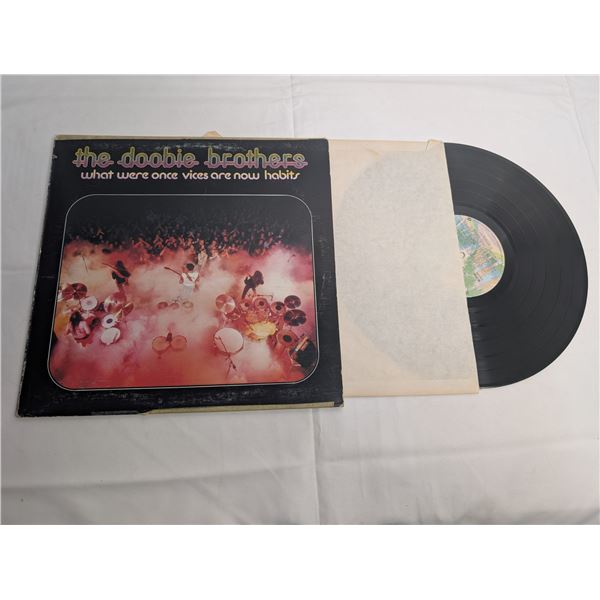 the doobie brothers
what were once vices are now habits